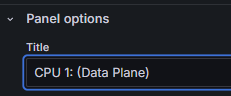 Panel options
Title
CPU 1: (Data Plane)